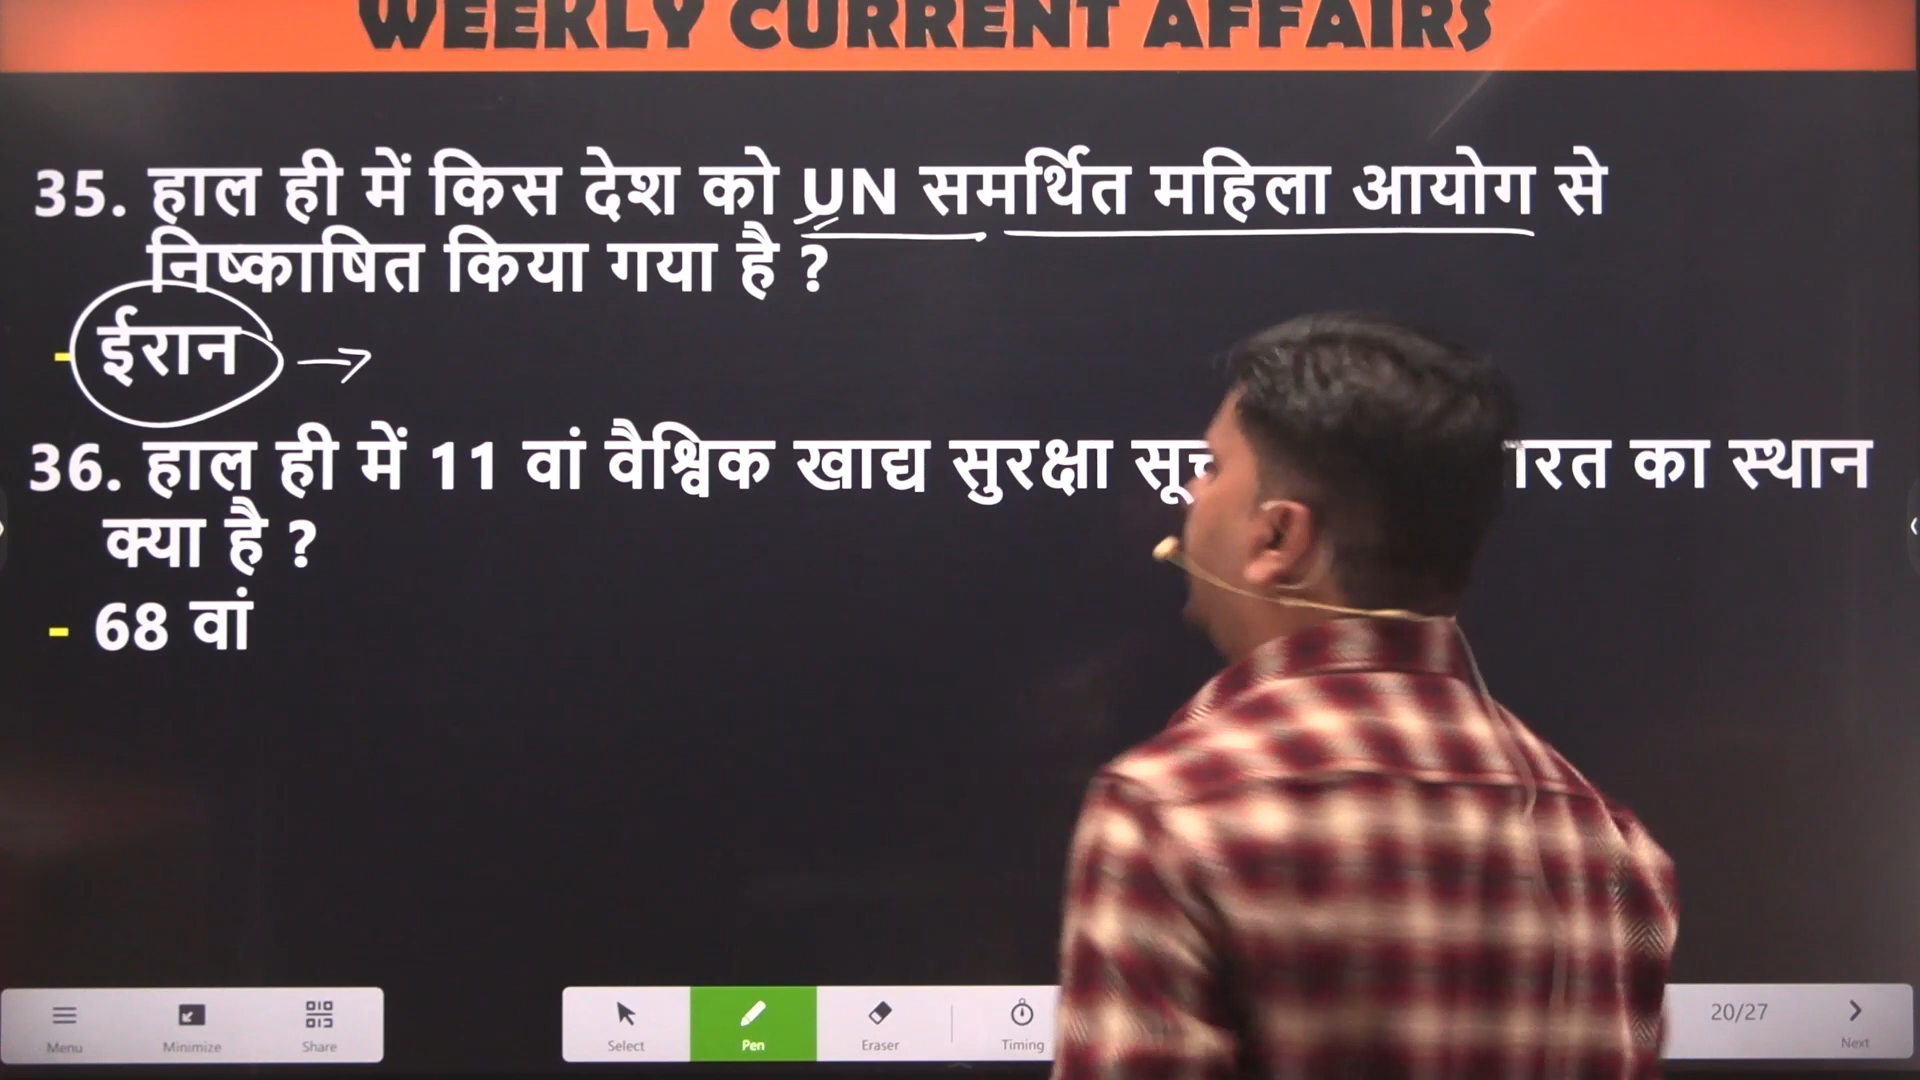 WEEKLY CURRENT AFFAIRS
35. हाल ही में किस देश को UN समर्थित महिला आयोग से
निष्काषित किया गया है ?
- ईरान
36. हाल ही में 11 वां वैश्विक खाद्य सुरक्षा का स्थान
क्या है ?
- 68 वां
Menu Minimize Share Select Pen Eraser Timing 20/27 Next